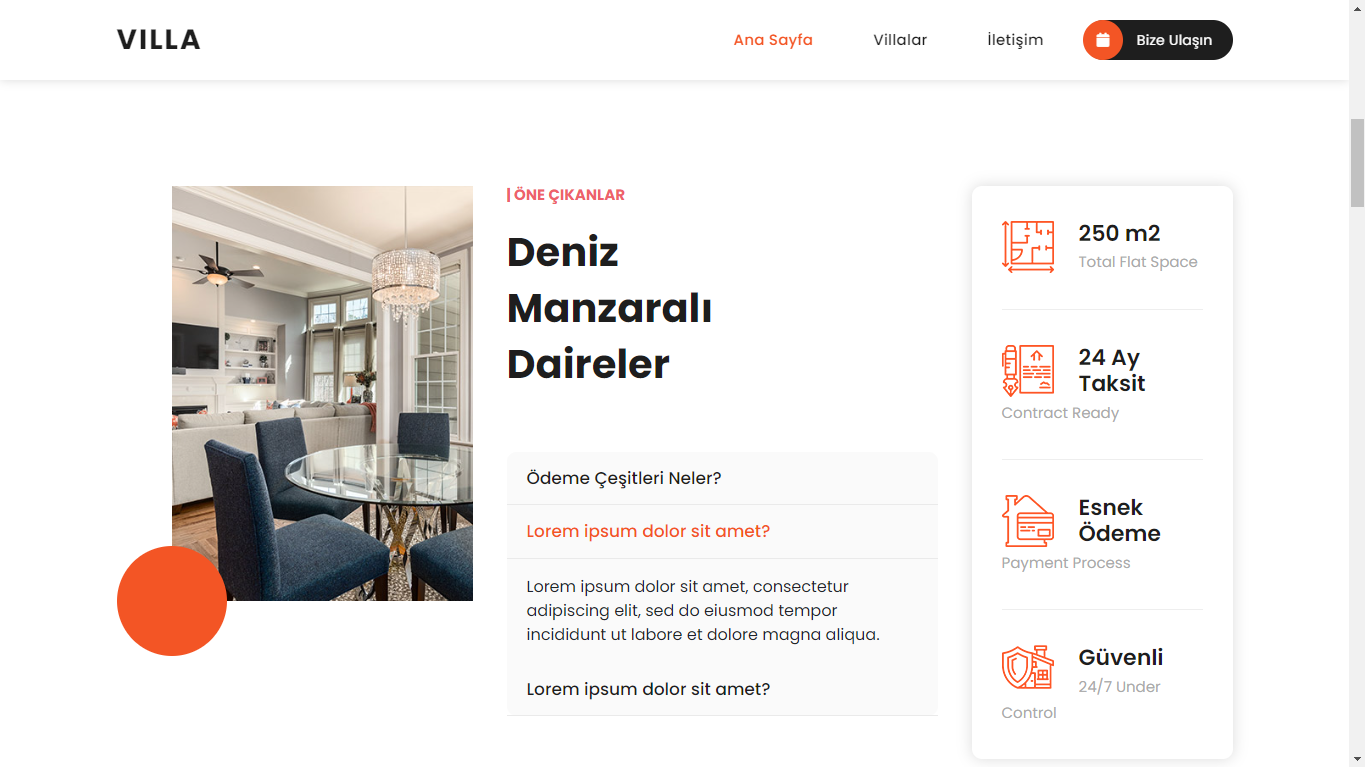 VILLA
Ana Sayfa
Villalar
İletişim
Bize Ulaşın
| ÖNE ÇIKANLAR
Deniz
Manzaralı
Daireler
Ödeme Çeşitleri Neler?
Lorem ipsum dolor sit amet?
Lorem ipsum dolor sit amet, consectetur
adipiscing elit, sed do eiusmod tempor
incididunt ut labore et dolore magna aliqua.
Lorem ipsum dolor sit amet?
250 m2
Total Flat Space
24 Ay
Taksit
Contract Ready
Esnek
Ödeme
Payment Process
Güvenli
24/7 Under
Control